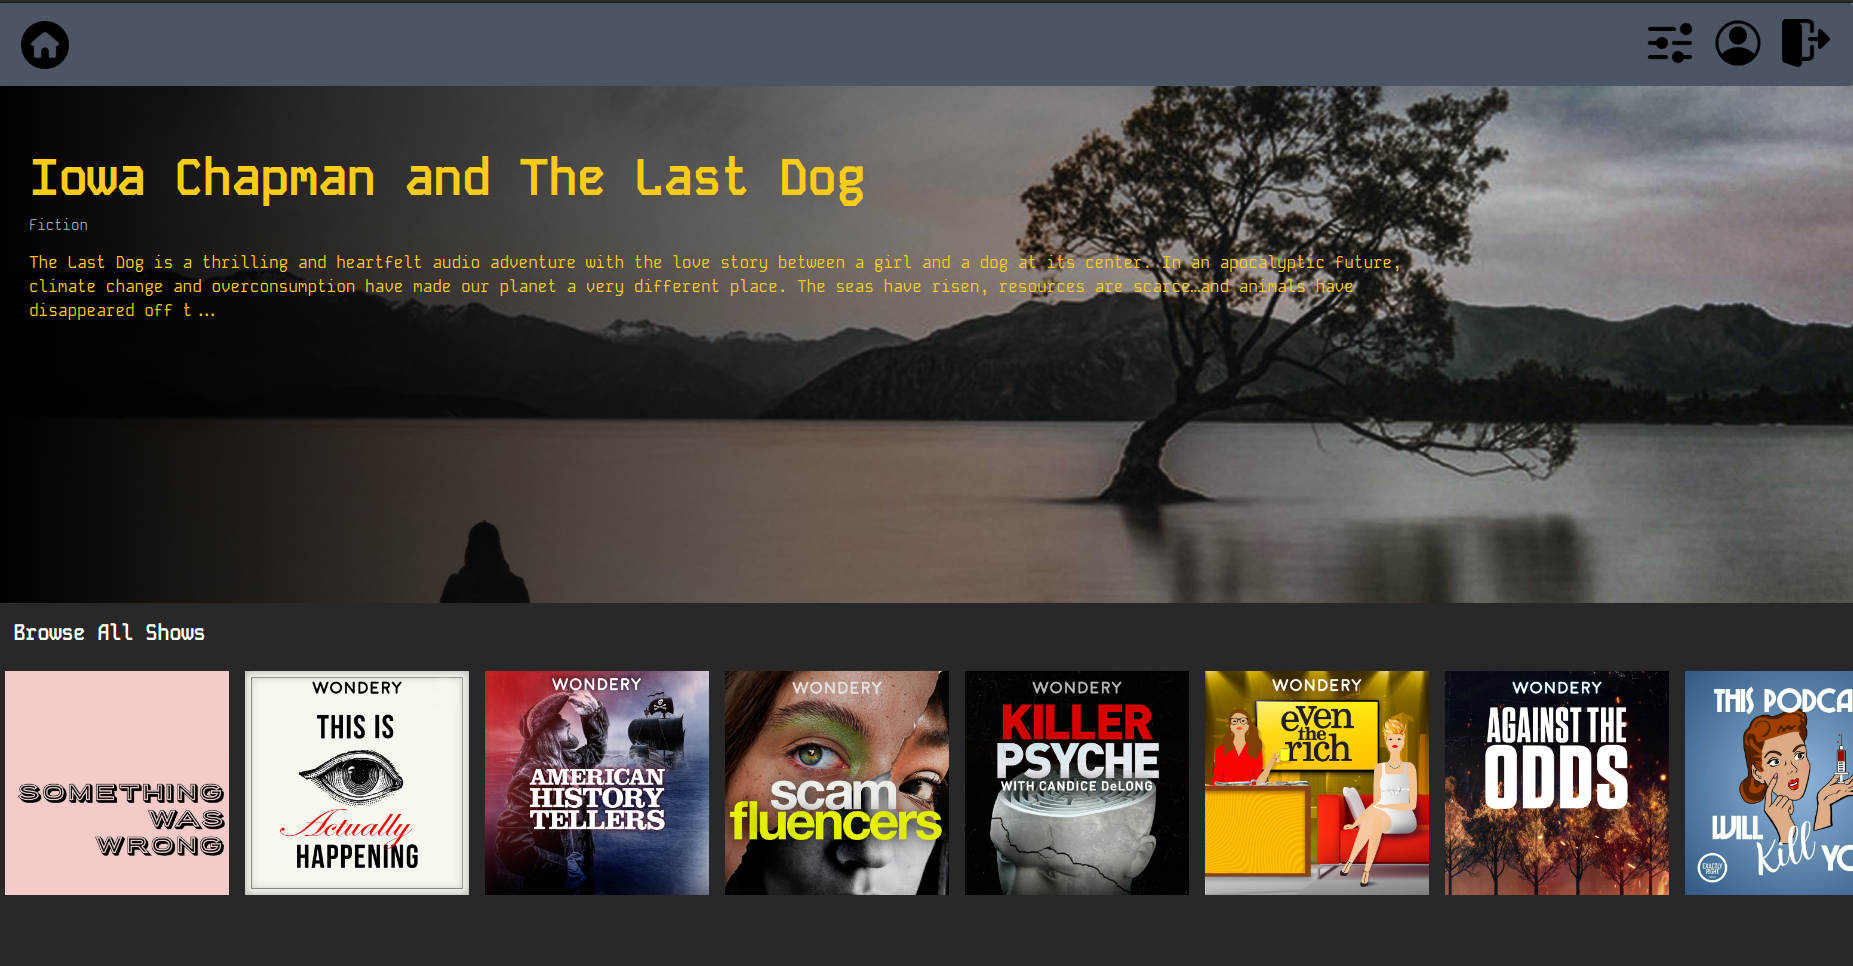 Iowa Chapman and The Last Dog
Fiction
The Last Dog is a thrilling and heartfelt audio adventure with the love story between a girl and a dog at its center. In an apocalyptic future,
climate change and overconsumption have made our planet a very different place. The seas have risen, resources are scarce…and animals have
disappeared off t ...
Browse All Shows
SOMETHING
WAS
WRONG
WONDERY
THIS IS
Actually
HAPPENING
WONDERY
AMERICAN
HISTORY
TELLERS
WONDERY
scam
fluencers
WONDERY
KILLER
PSYCHE
WITH CANDICE DeLONG
WONDERY
eVen
the
rich
WONDERY
AGAINST THE
ODDS
THIS PODCA
WILL
Kill YO
EXACTLY
RIGHT